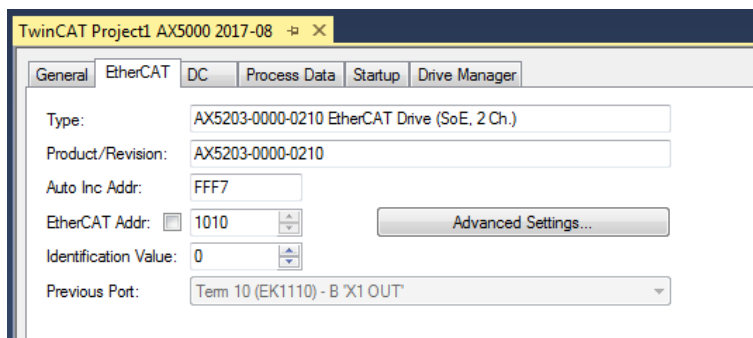 TwinCAT Project1 AX5000 2017-08
General EtherCAT DC Process Data Startup Drive Manager
Type: AX5203-0000-0210 EtherCAT Drive (SoE, 2 Ch.)
Product/Revision: AX5203-0000-0210
Auto Inc Addr: FFF7
EtherCAT Addr: 1010 Advanced Settings...
Identification Value: 0
Previous Port: Term 10 (EK1110) - B 'X1 OUT'